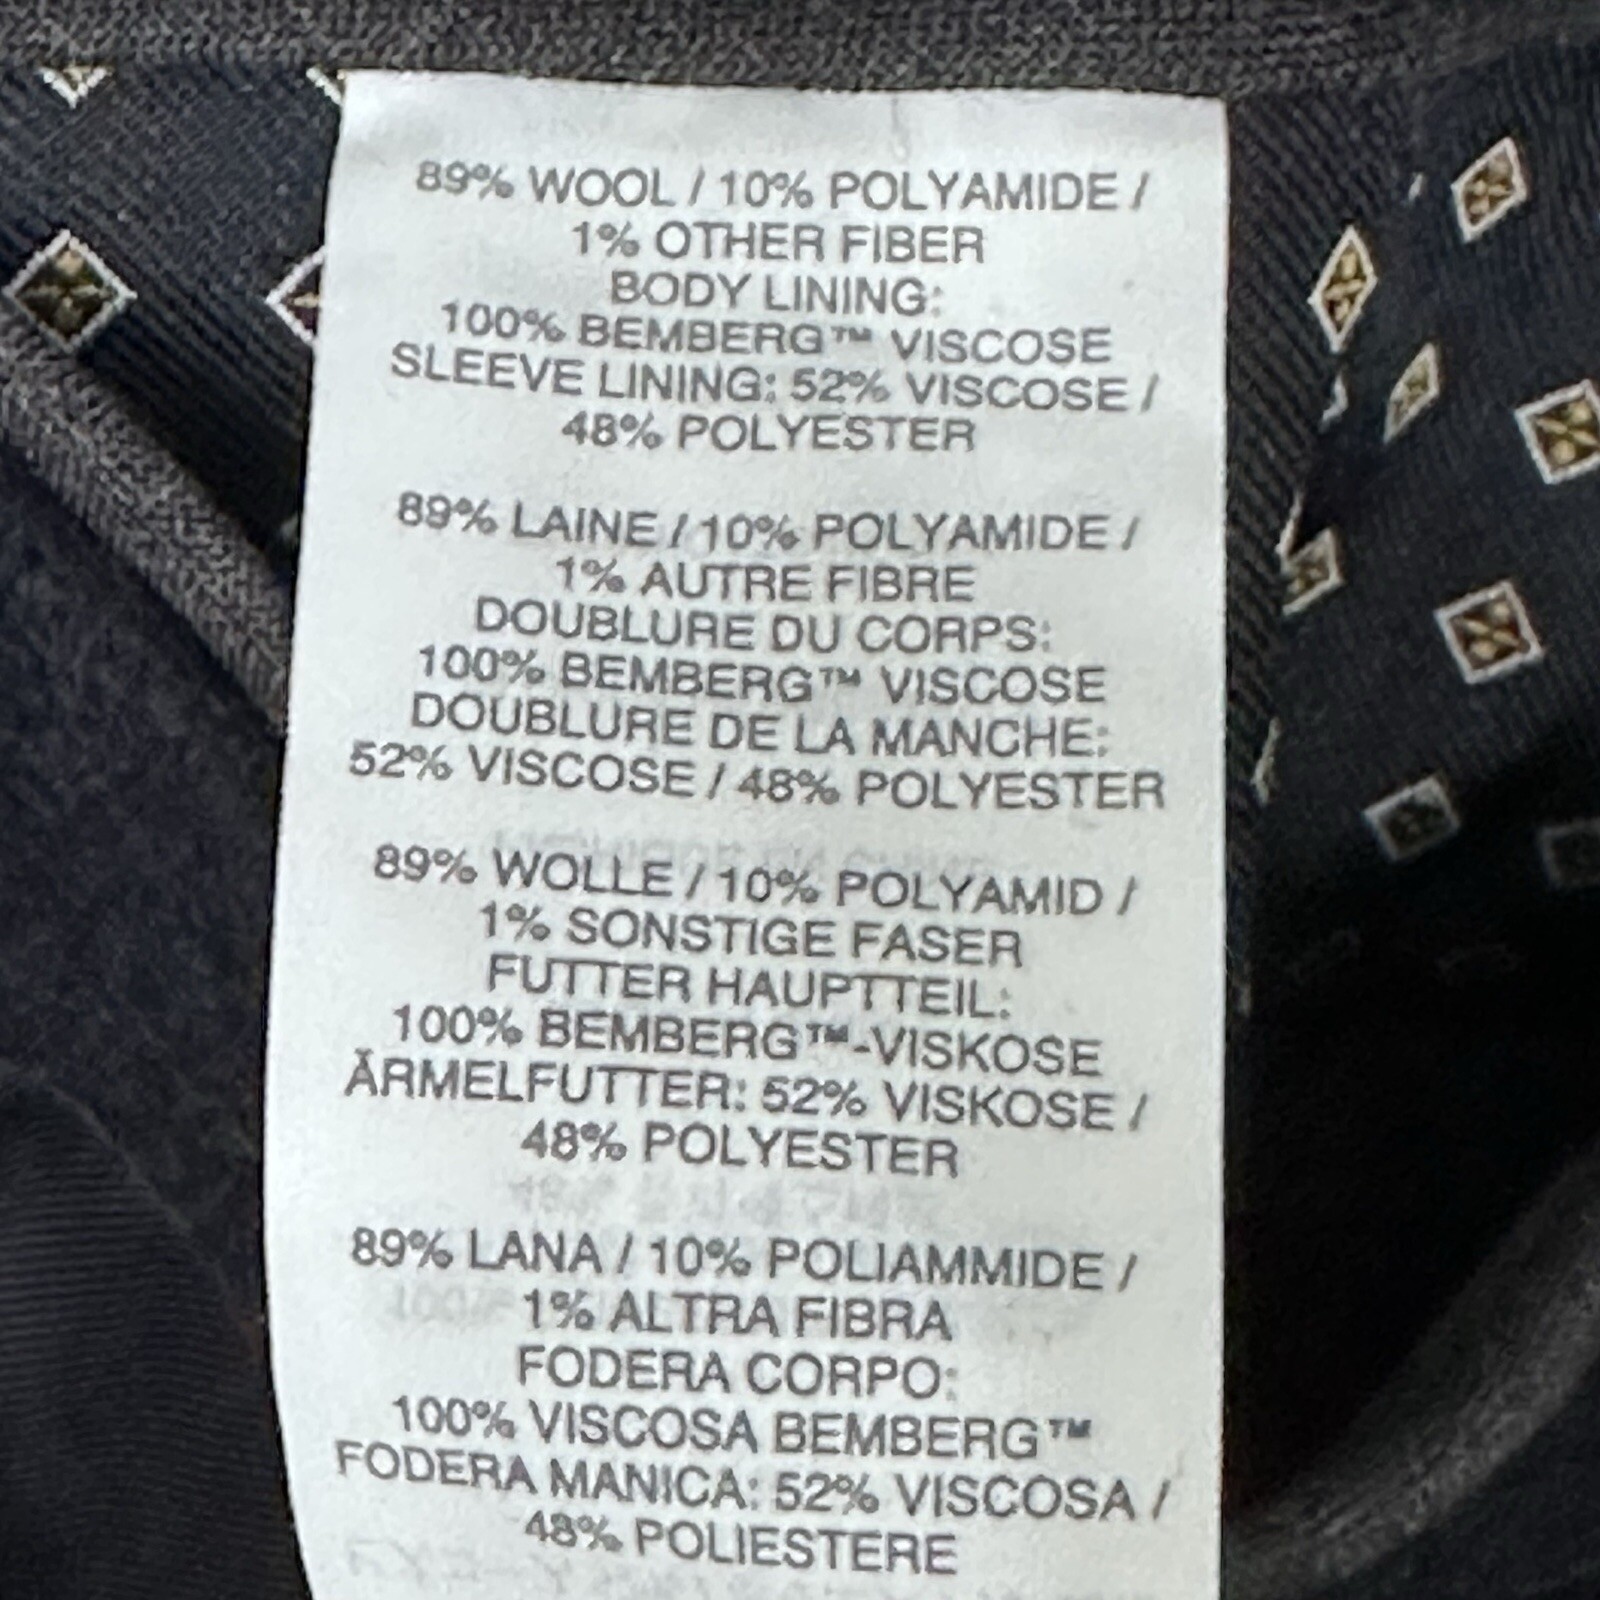 89% WOOL / 10% POLYAMIDE /
1% OTHER FIBER
BODY LINING:
100% BEMBERG™ VISCOSE
SLEEVE LINING: 52% VISCOSE /
48% POLYESTER
89% LAINE / 10% POLYAMIDE /
1% AUTRE FIBRE
DOUBLURE DU CORPS:
100% BEMBERG™ VISCOSE
DOUBLURE DE LA MANCHE:
52% VISCOSE / 48% POLYESTER
89% WOLLE / 10% POLYAMID /
1% SONSTIGE FASER
FUTTER HAUPTTEIL:
100% BEMBERG™-VISKOSE
ÄRMELFUTTER: 52% VISKOSE /
48% POLYESTER
89% LANA / 10% POLIAMMIDE /
1% ALTRA FIBRA
FODERA CORPO:
100% VISCOSA BEMBERG™
FODERA MANICA: 52% VISCOSA /
48% POLIESTERE